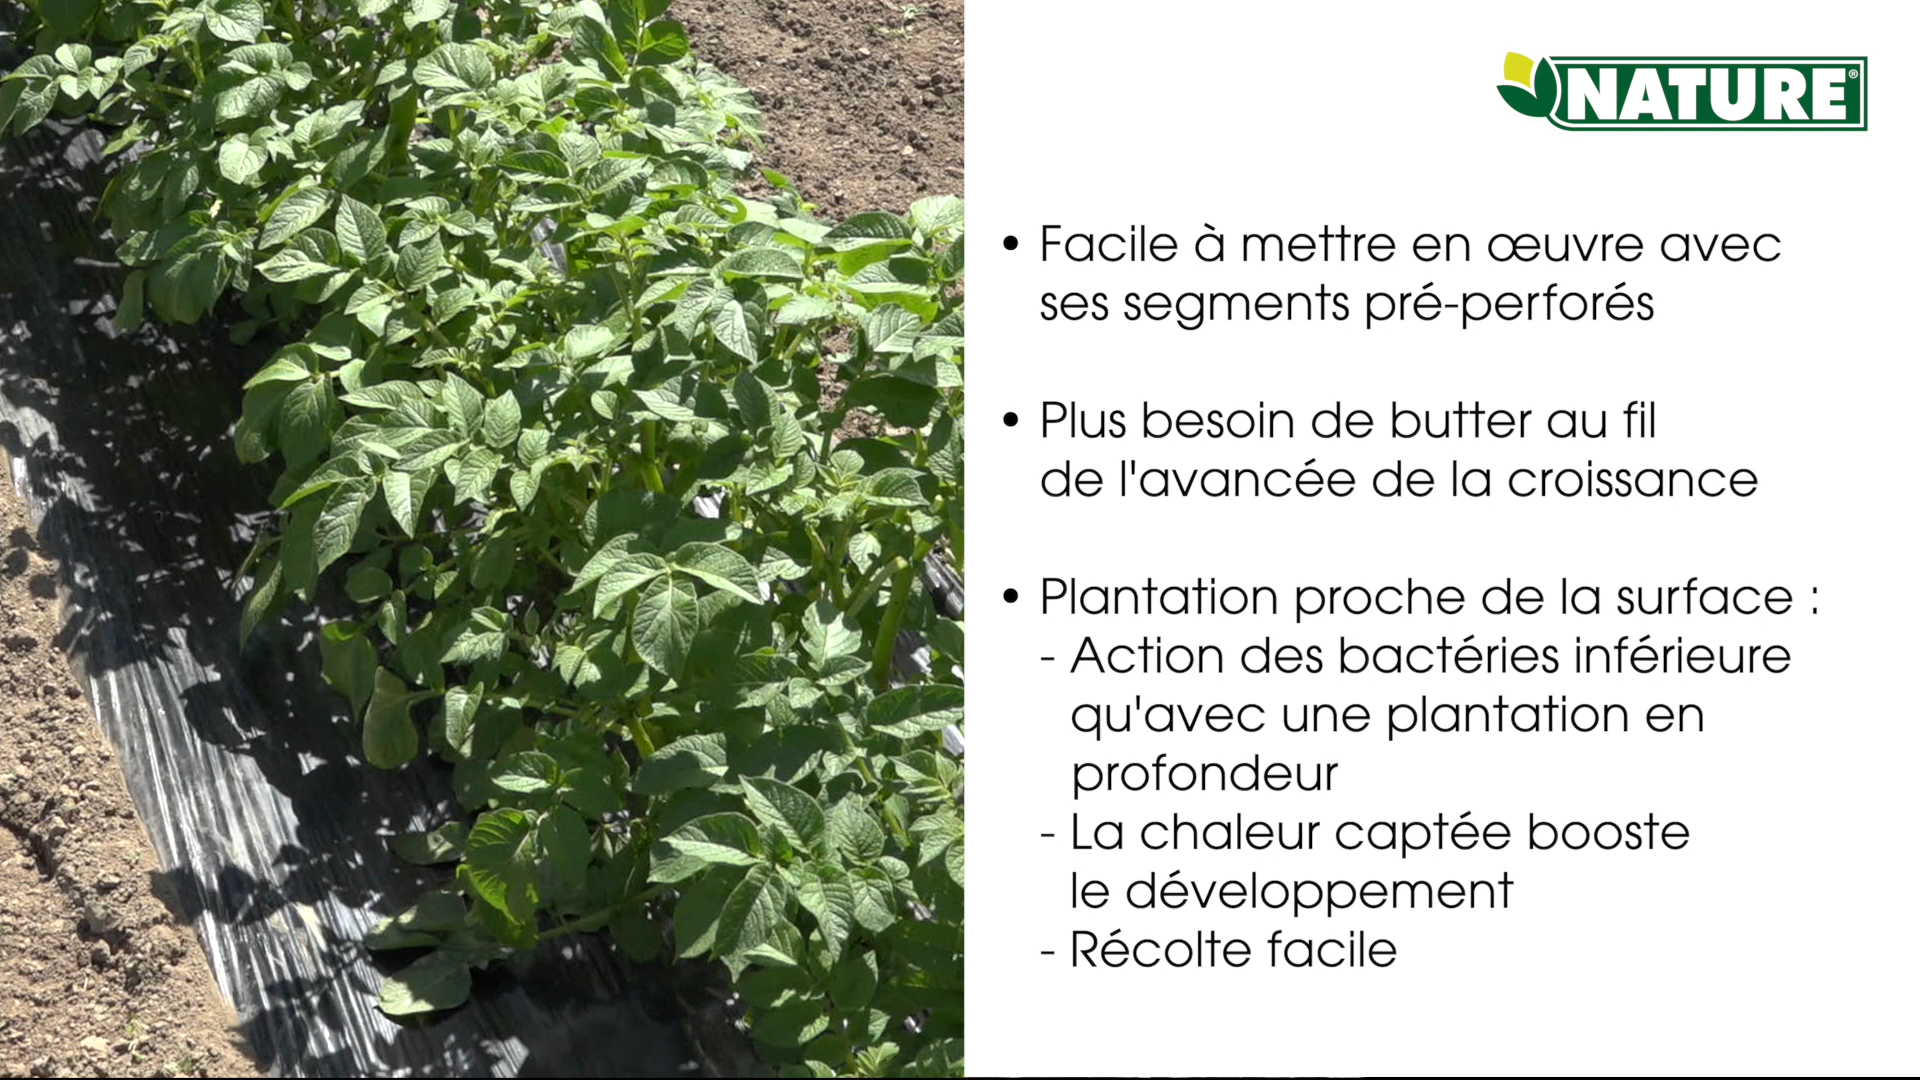 NATURE®
• Facile à mettre en œuvre avec
ses segments pré-perforés
• Plus besoin de butter au fil
de l'avancée de la croissance
• Plantation proche de la surface :
- Action des bactéries inférieure
qu'avec une plantation en
profondeur
- La chaleur captée booste
le développement
- Récolte facile